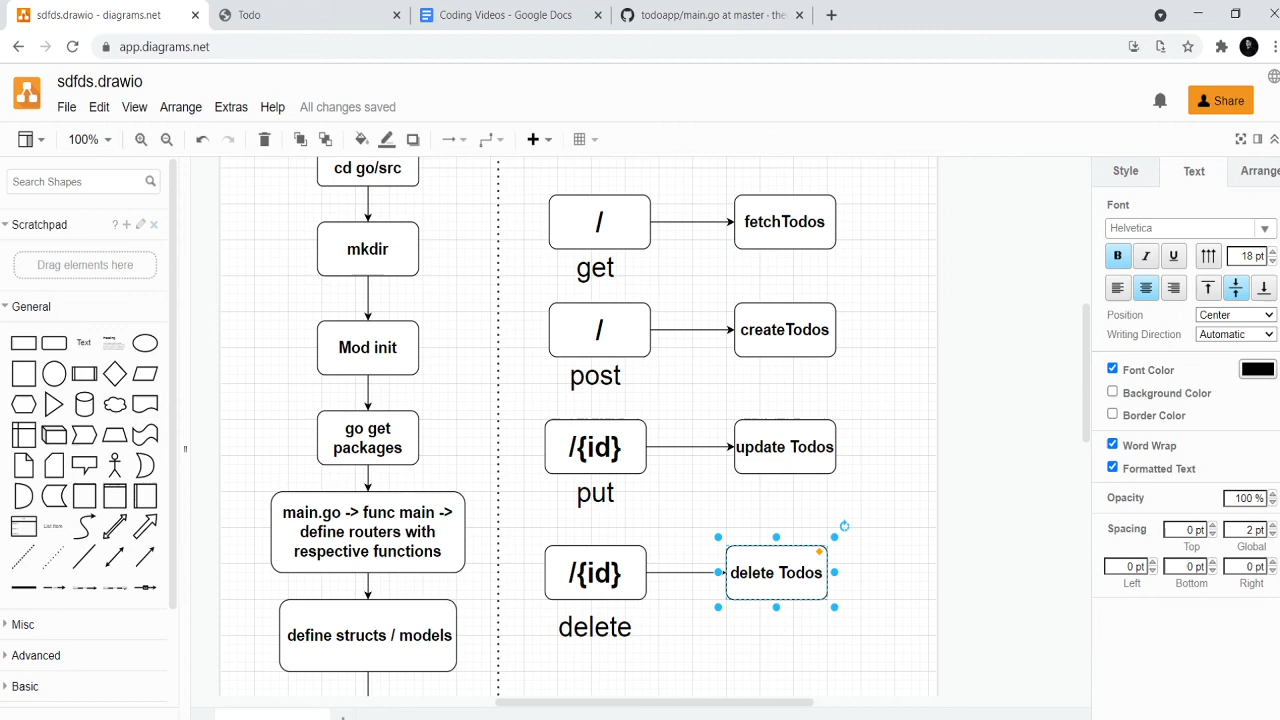 sdfds.drawio - diagrams.net
Todo
Coding Videos - Google Docs
todoapp/main.go at master · the
app.diagrams.net
sdfds.drawio
File Edit View Arrange Extras Help All changes saved
Share
100%
Search Shapes
Scratchpad
Drag elements here
General
Text
Heading
List Item
Misc
Advanced
Basic
cd go/src
mkdir
Mod init
go get
packages
main.go -> func main ->
define routers with
respective functions
define structs / models
/
fetchTodos
get
/
createTodos
post
/{id}
update Todos
put
/{id}
delete Todos
delete
Style Text Arrange
Font
Helvetica
B I U 18 pt
Position Center
Writing Direction Automatic
Font Color
Background Color
Border Color
Word Wrap
Formatted Text
Opacity 100 %
Spacing 0 pt 2 pt
Top Global
0 pt 0 pt 0 pt
Left Bottom Right